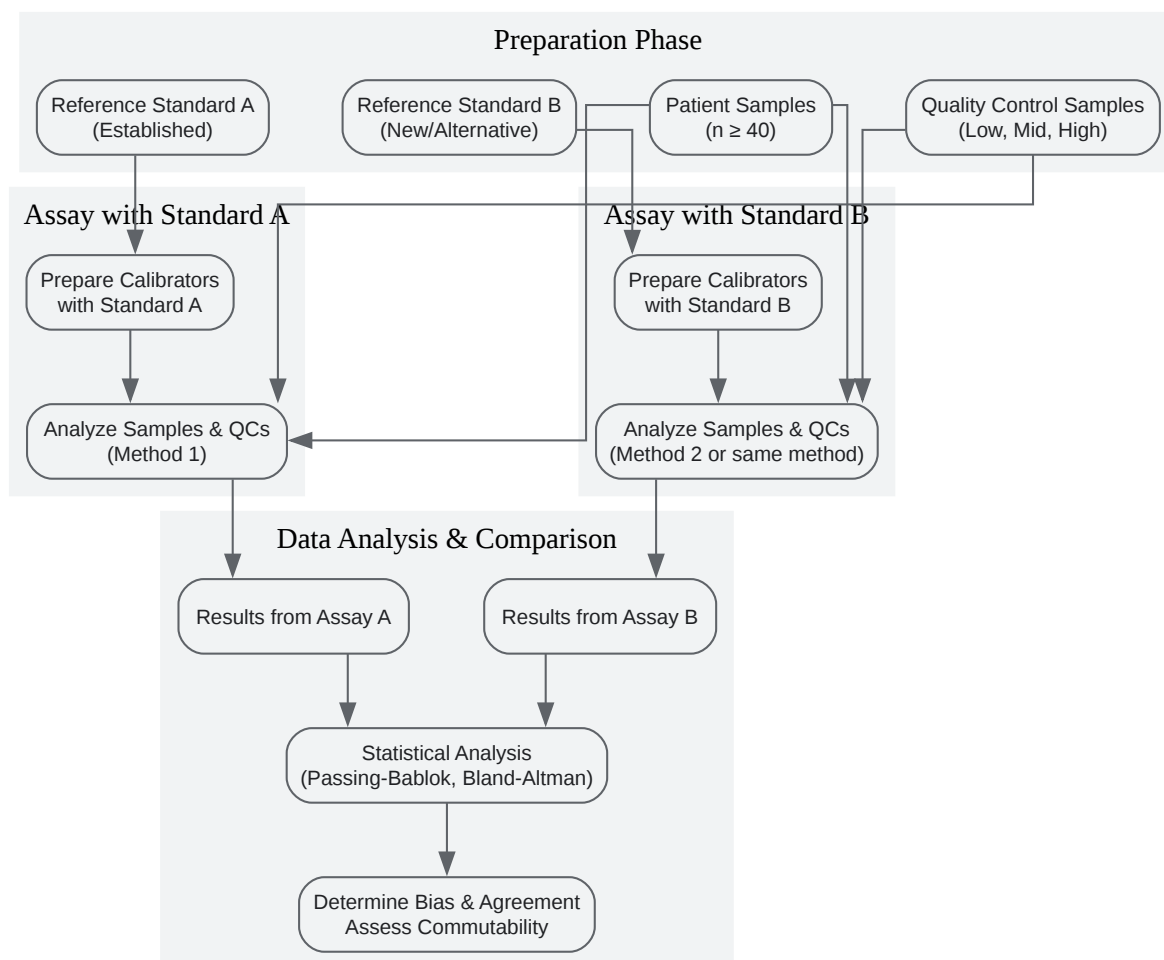 Preparation Phase
Reference Standard A
(Established)
Reference Standard B
(New/Alternative)
Patient Samples
(n ≥ 40)
Quality Control Samples
(Low, Mid, High)
Assay with Standard A
Prepare Calibrators
with Standard A
Analyze Samples & QCs
(Method 1)
Assay with Standard B
Prepare Calibrators
with Standard B
Analyze Samples & QCs
(Method 2 or same method)
Data Analysis & Comparison
Results from Assay A
Results from Assay B
Statistical Analysis
(Passing-Bablok, Bland-Altman)
Determine Bias & Agreement
Assess Commutability